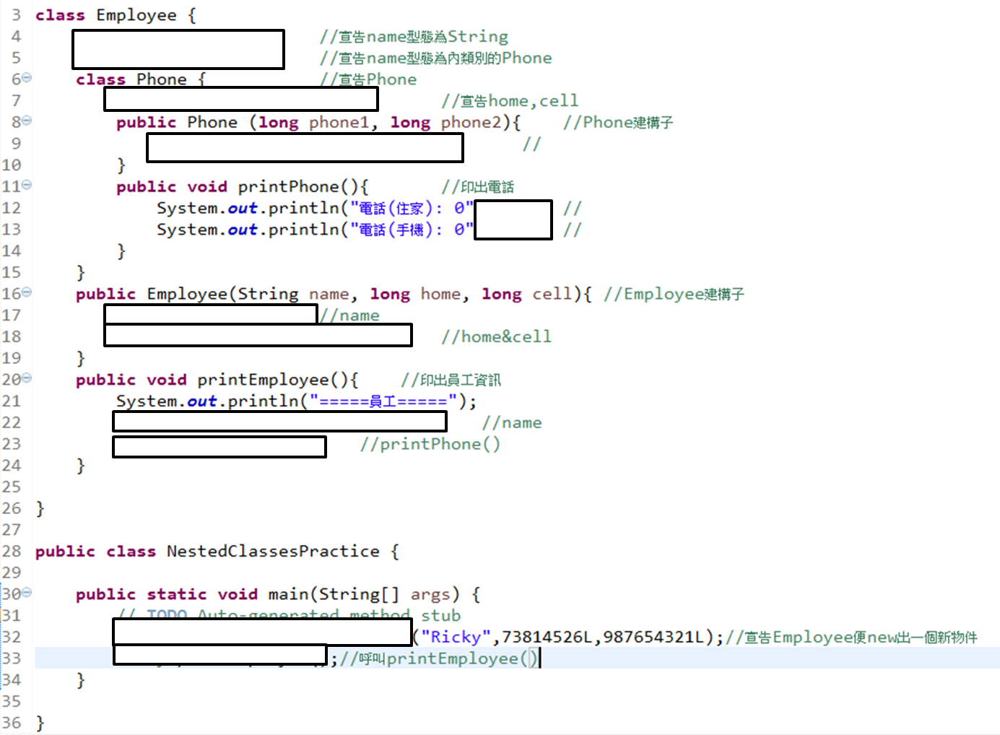 3 class Employee {
4 //宣告name型態為String
5 //宣告name型態為內類別的Phone
6 class Phone { //宣告Phone
7 //宣告home,cell
8 public Phone (long phone1, long phone2){ //Phone建構子
9 //
10 }
11 public void printPhone(){ //印出電話
12 System.out.println("電話(住家): 0" //
13 System.out.println("電話(手機): 0" //
14 }
15 }
16 public Employee(String name, long home, long cell){ //Employee建構子
17 //name
18 //home&cell
19 }
20 public void printEmployee(){ //印出員工資訊
21 System.out.println("=====員工=====");
22 //name
23 //printPhone()
24 }
25
26 }
27
28 public class NestedClassesPractice {
29
30 public static void main(String[] args) {
31 // TODO Auto-generated method stub
32 ("Ricky",73814526L,987654321L);//宣告Employee便new出一個新物件
33 ;//呼叫printEmployee()
34 }
35
36 }